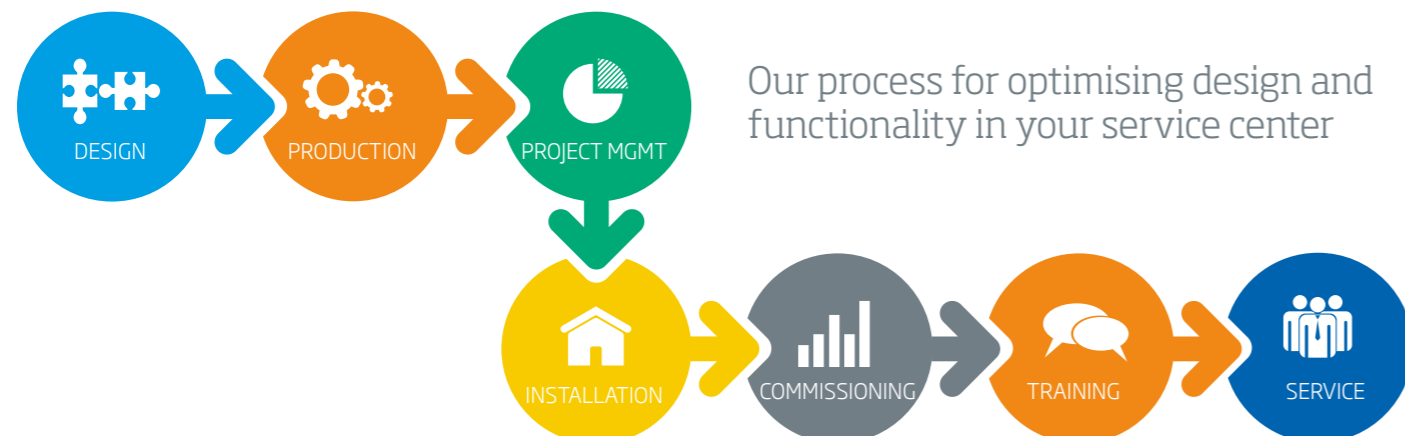 Our process for optimising design and
functionality in your service center
DESIGN
PRODUCTION
PROJECT MGMT
INSTALLATION
COMMISSIONING
TRAINING
SERVICE